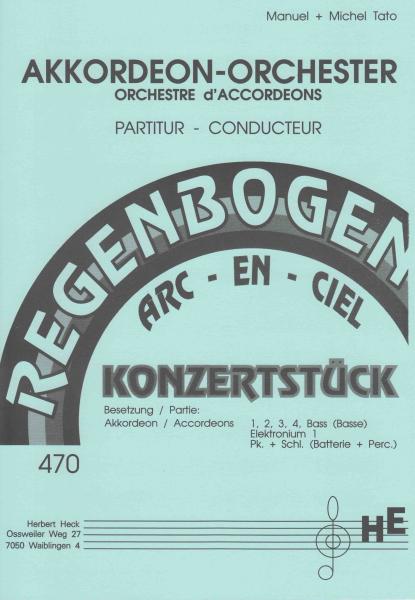 Manuel + Michel Tato
AKKORDEON-ORCHESTER
ORCHESTRE d'ACCORDEONS
PARTITUR - CONDUCTEUR
REGENBOGEN
ARC - EN - CIEL
KONZERTSTÜCK
Besetzung / Partie:
Akkordeon / Accordeons 1, 2, 3, 4, Bass (Basse)
Elektronium 1
Pk. + Schl. (Batterie + Perc.)
470
Herbert Heck
Ossweiler Weg 27
7050 Waiblingen 4
HE